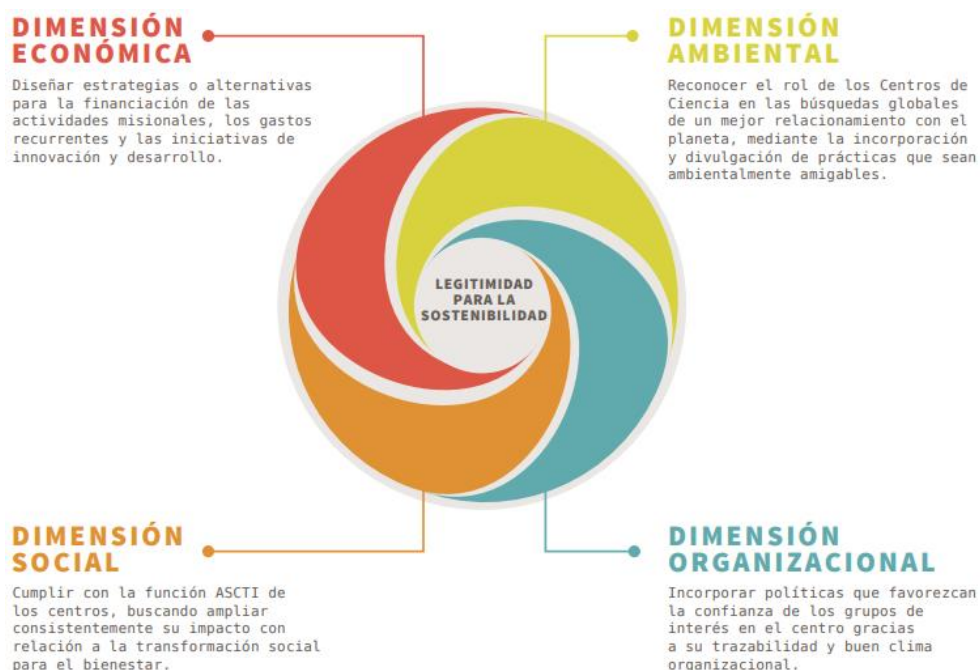 DIMENSIÓN
ECONÓMICA
Diseñar estrategias o alternativas
para la financiación de las
actividades misionales, los gastos
recurrentes y las iniciativas de
innovación y desarrollo.
DIMENSIÓN
AMBIENTAL
Reconocer el rol de los Centros de
Ciencia en las búsquedas globales
de un mejor relacionamiento con el
planeta, mediante la incorporación
y divulgación de prácticas que sean
ambientalmente amigables.
LEGITIMIDAD
PARA LA
SOSTENIBILIDAD
DIMENSIÓN
SOCIAL
Cumplir con la función ASCTI de
los centros, buscando ampliar
consistentemente su impacto con
relación a la transformación social
para el bienestar.
DIMENSIÓN
ORGANIZACIONAL
Incorporar políticas que favorezcan
la confianza de los grupos de
interés en el centro gracias
a su trazabilidad y buen clima
organizacional.